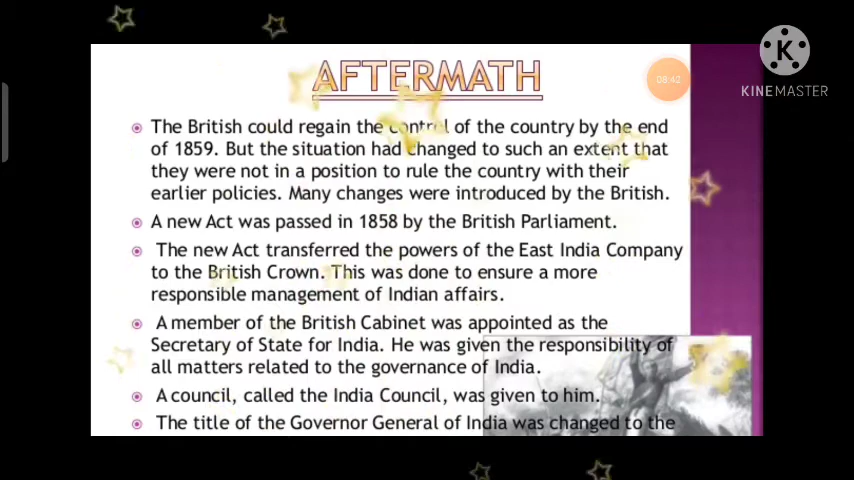 AFTERMATH
08:42
KINEMASTER
The British could regain the control of the country by the end
of 1859. But the situation had changed to such an extent that
they were not in a position to rule the country with their
earlier policies. Many changes were introduced by the British.
A new Act was passed in 1858 by the British Parliament.
The new Act transferred the powers of the East India Company
to the British Crown. This was done to ensure a more
responsible management of Indian affairs.
A member of the British Cabinet was appointed as the
Secretary of State for India. He was given the responsibility of
all matters related to the governance of India.
A council, called the India Council, was given to him.
The title of the Governor General of India was changed to the